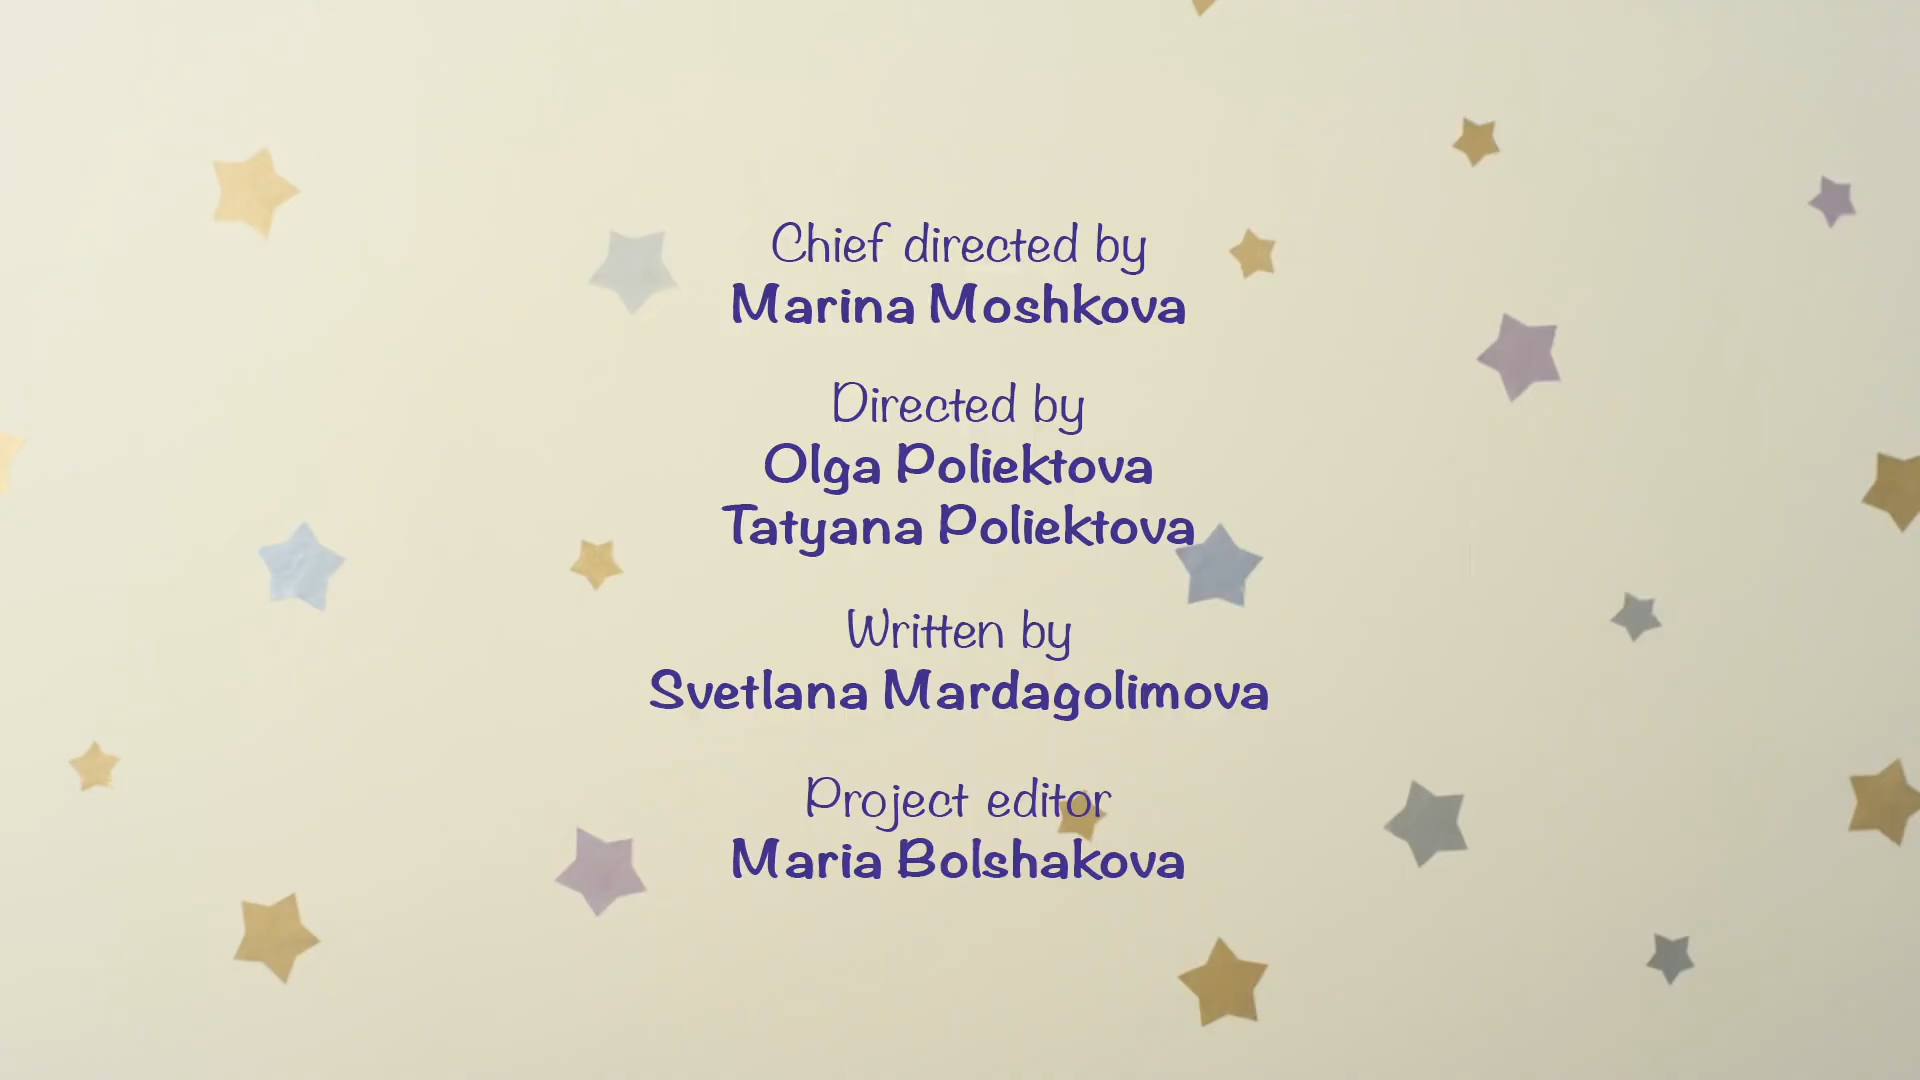 Chief directed by
Marina Moshkova
Directed by
Olga Poliektova
Tatyana Poliektova
Written by
Svetlana Mardagolimova
Project editor
Maria Bolshakova